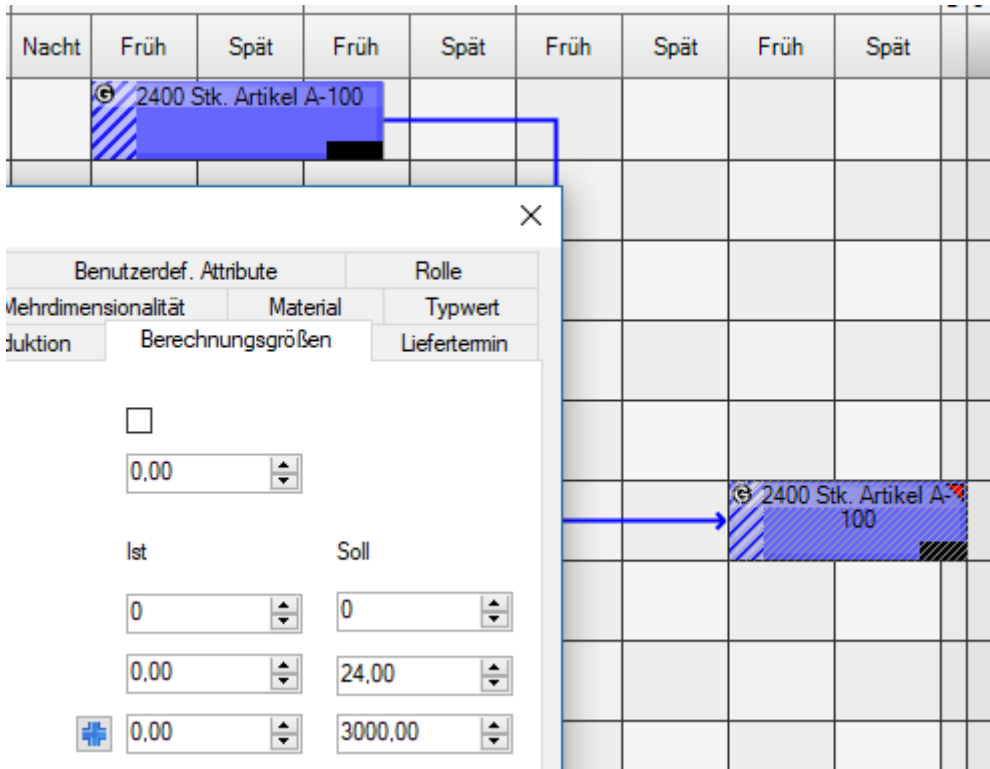 Nacht Früh Spät Früh Spät Früh Spät Früh Spät
G 2400 Stk. Artikel A-100
Benutzerdef. Attribute Rolle
Mehrdimensionalität Material Typwert
duktion Berechnungsgrößen Liefertermin
0,00
G 2400 Stk. Artikel A-
100
Ist Soll
0 0
0,00 24,00
0,00 3000,00